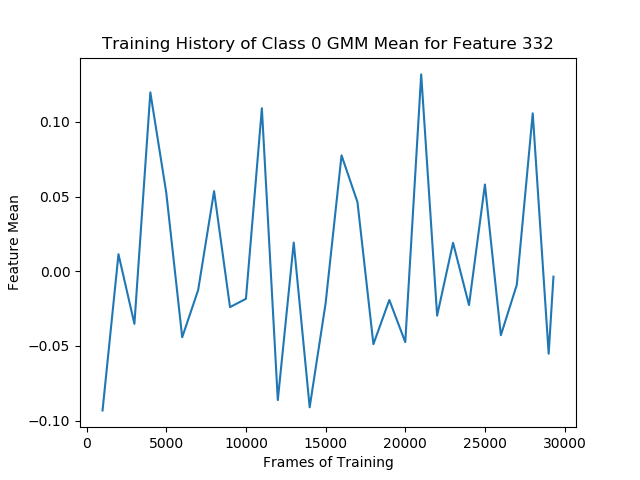 Training History of Class 0 GMM Mean for Feature 332
0.10
0.05
0.00
−0.05
−0.10
Feature Mean
0 5000 10000 15000 20000 25000 30000
Frames of Training